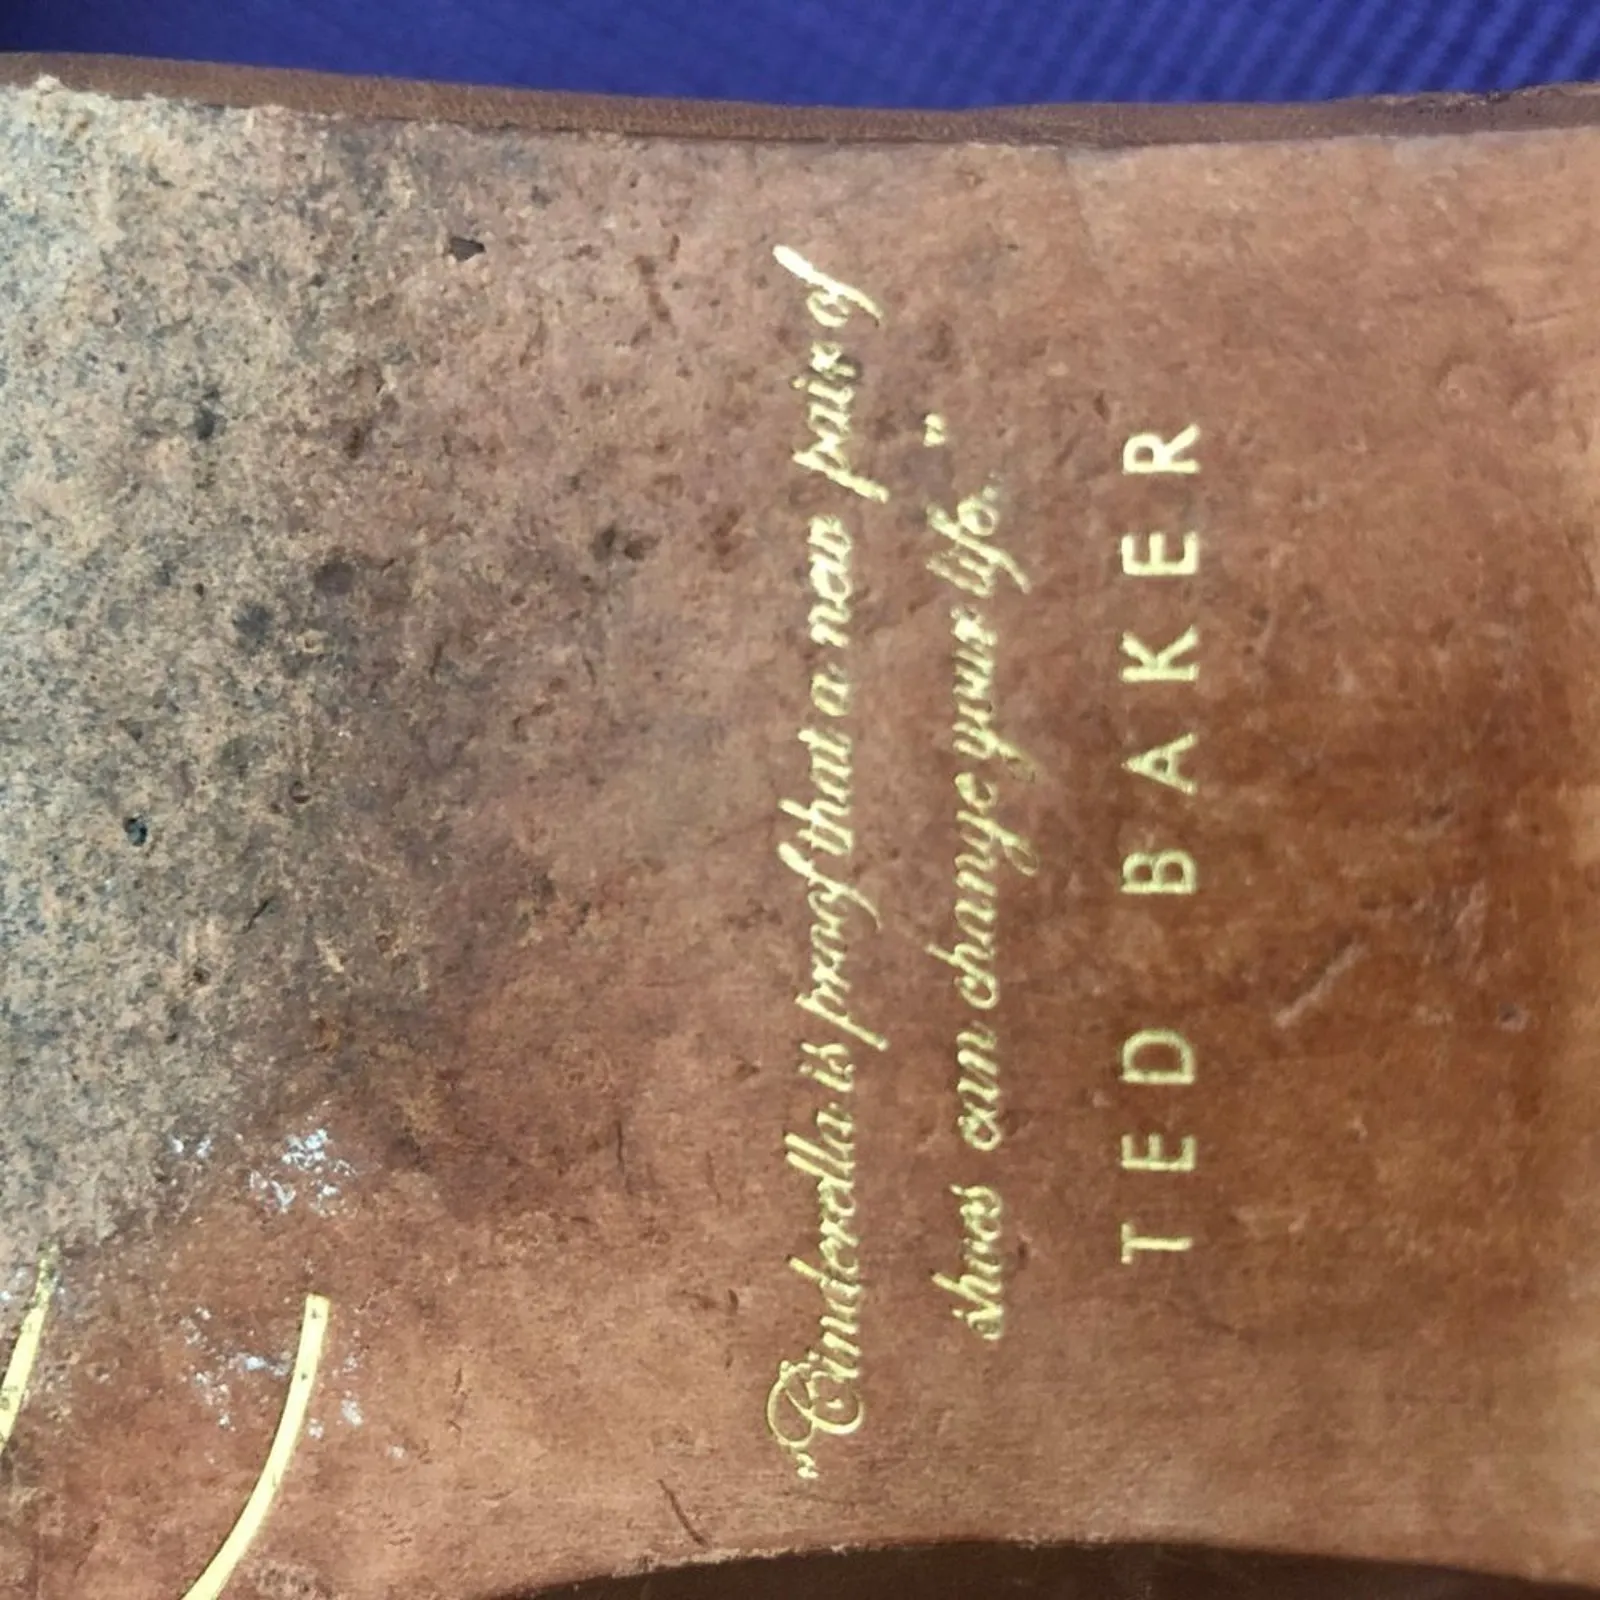 "Cinderella is proof that a new pair of
shoes can change your life."
TED BAKER